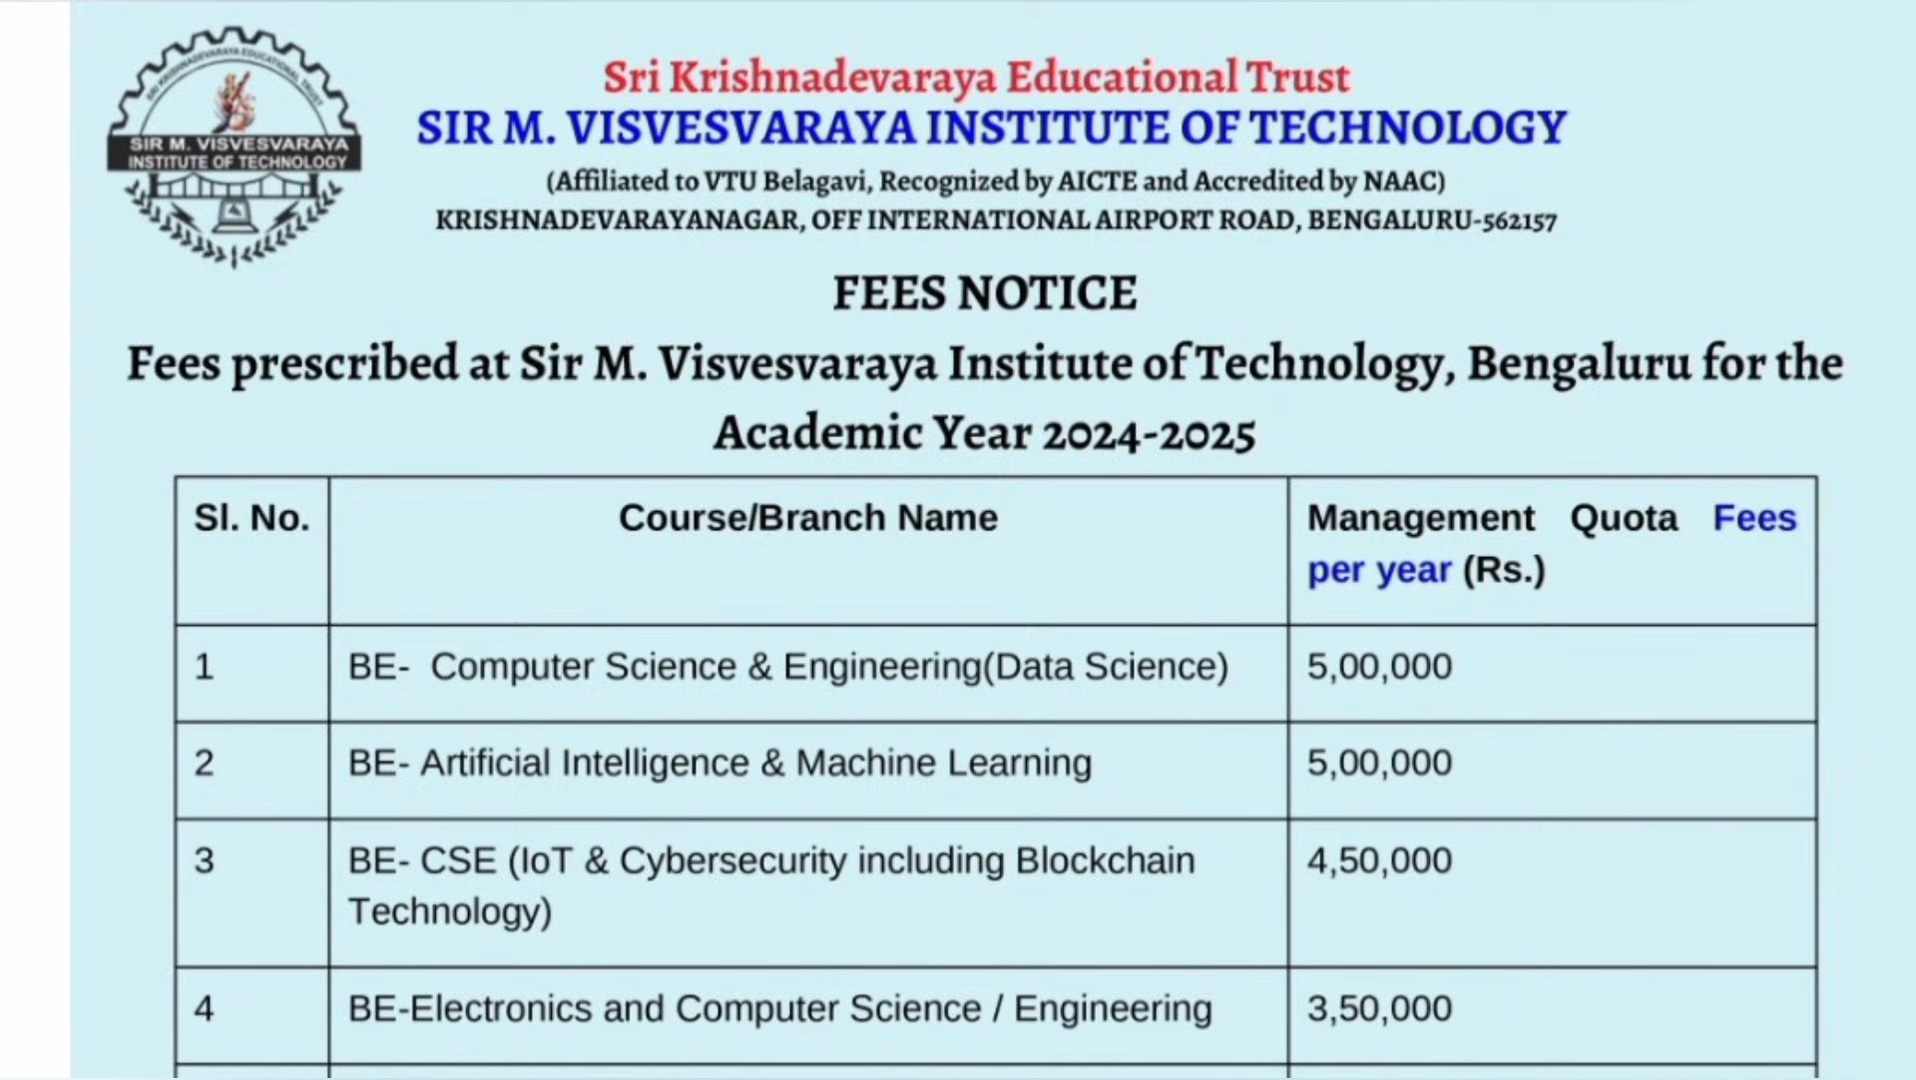 SRI KRISHNADEVARAYA EDUCATIONAL TRUST
SIR M. VISVESVARAYA
INSTITUTE OF TECHNOLOGY
Sri Krishnadevaraya Educational Trust
SIR M. VISVESVARAYA INSTITUTE OF TECHNOLOGY
(Affiliated to VTU Belagavi, Recognized by AICTE and Accredited by NAAC)
KRISHNADEVARAYANAGAR, OFF INTERNATIONAL AIRPORT ROAD, BENGALURU-562157
FEES NOTICE
Fees prescribed at Sir M. Visvesvaraya Institute of Technology, Bengaluru for the
Academic Year 2024-2025
Sl. No. Course/Branch Name Management Quota Fees
per year (Rs.)
1 BE- Computer Science & Engineering(Data Science) 5,00,000
2 BE- Artificial Intelligence & Machine Learning 5,00,000
3 BE- CSE (IoT & Cybersecurity including Blockchain 4,50,000
Technology)
4 BE-Electronics and Computer Science / Engineering 3,50,000